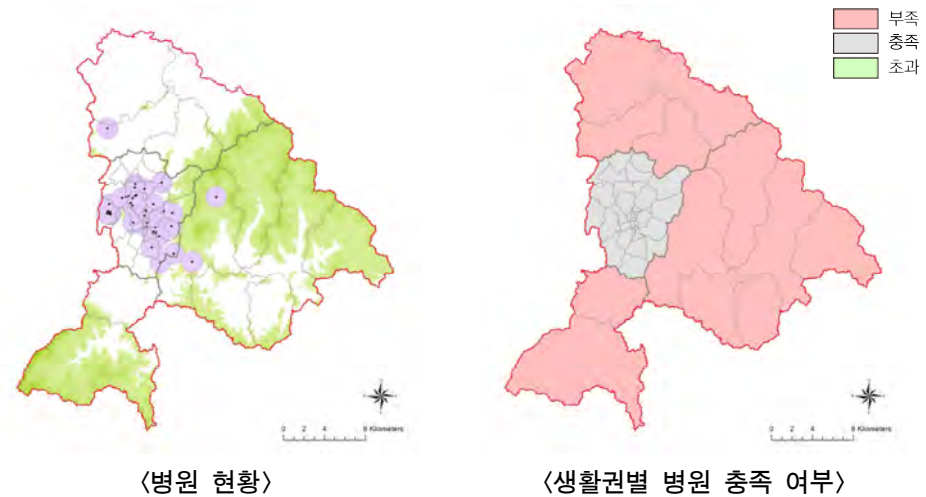 부족
충족
초과
0 2 4 8 Kilometers
0 2 4 8 Kilometers
<병원 현황>
<생활권별 병원 충족 여부>